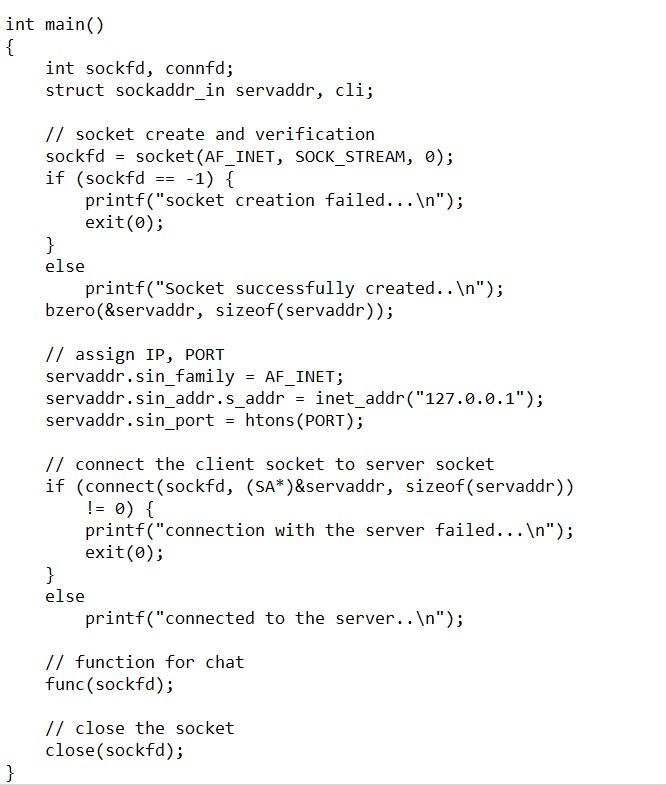 int main()
{
    int sockfd, connfd;
    struct sockaddr_in servaddr, cli;

    // socket create and verification
    sockfd = socket(AF_INET, SOCK_STREAM, 0);
    if (sockfd == -1) {
        printf("socket creation failed...\n");
        exit(0);
    }
    else
        printf("Socket successfully created..\n");
    bzero(&servaddr, sizeof(servaddr));

    // assign IP, PORT
    servaddr.sin_family = AF_INET;
    servaddr.sin_addr.s_addr = inet_addr("127.0.0.1");
    servaddr.sin_port = htons(PORT);

    // connect the client socket to server socket
    if (connect(sockfd, (SA*)&servaddr, sizeof(servaddr))
        != 0) {
        printf("connection with the server failed...\n");
        exit(0);
    }
    else
        printf("connected to the server..\n");

    // function for chat
    func(sockfd);

    // close the socket
    close(sockfd);
}